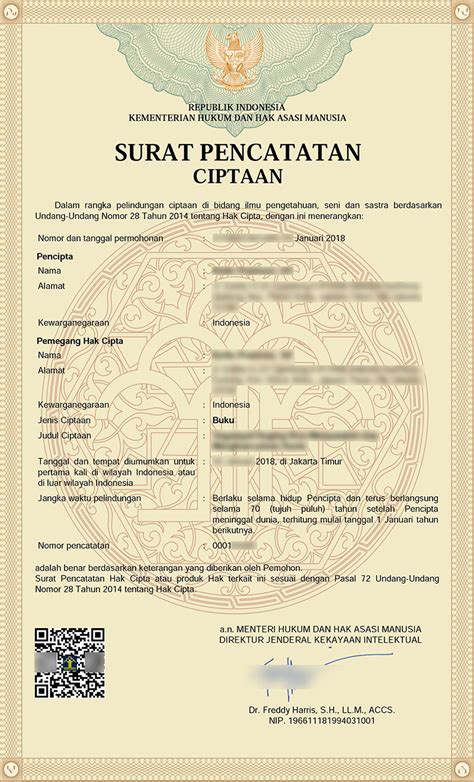 REPUBLIK INDONESIA
KEMENTERIAN HUKUM DAN HAK ASASI MANUSIA
SURAT PENCATATAN
CIPTAAN
Dalam rangka pelindungan ciptaan di bidang ilmu pengetahuan, seni dan sastra berdasarkan
Undang-Undang Nomor 28 Tahun 2014 tentang Hak Cipta, dengan ini menerangkan:
Nomor dan tanggal permohonan : Januari 2018
Pencipta
Nama :
Alamat :
Kewarganegaraan : Indonesia
Pemegang Hak Cipta
Nama :
Alamat :
Kewarganegaraan : Indonesia
Jenis Ciptaan : Buku
Judul Ciptaan :
Tanggal dan tempat diumumkan untuk : 2018, di Jakarta Timur
pertama kali di wilayah Indonesia atau
di luar wilayah Indonesia
Jangka waktu pelindungan : Berlaku selama hidup Pencipta dan terus berlangsung
selama 70 (tujuh puluh) tahun setelah Pencipta
meninggal dunia, terhitung mulai tanggal 1 Januari tahun
berikutnya.
Nomor pencatatan : 0001
adalah benar berdasarkan keterangan yang diberikan oleh Pemohon.
Surat Pencatatan Hak Cipta atau produk Hak terkait ini sesuai dengan Pasal 72 Undang-Undang
Nomor 28 Tahun 2014 tentang Hak Cipta.
a.n. MENTERI HUKUM DAN HAK ASASI MANUSIA
DIREKTUR JENDERAL KEKAYAAN INTELEKTUAL
Dr. Freddy Harris, S.H., LL.M., ACCS.
NIP. 196611181994031001